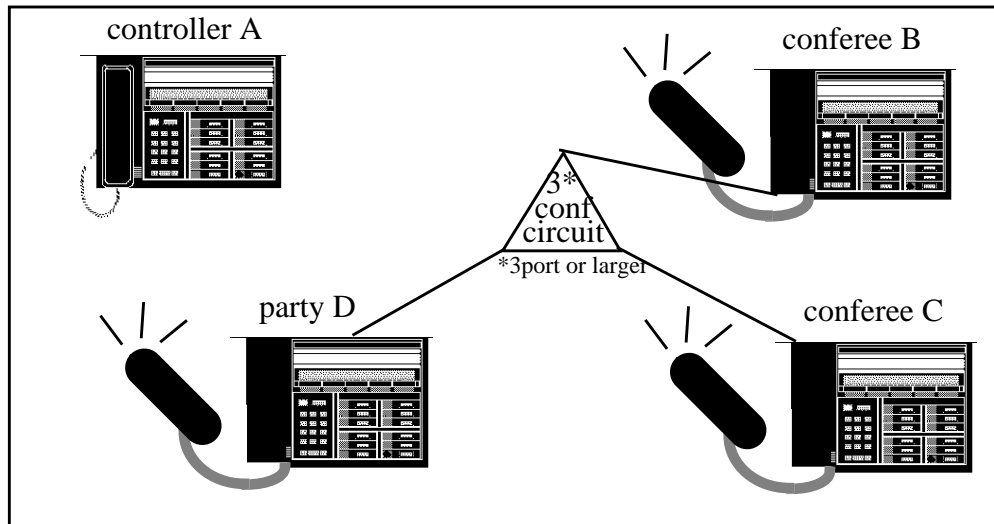 controller A
conferee B
3*
conf
circuit
*3port or larger
party D
conferee C